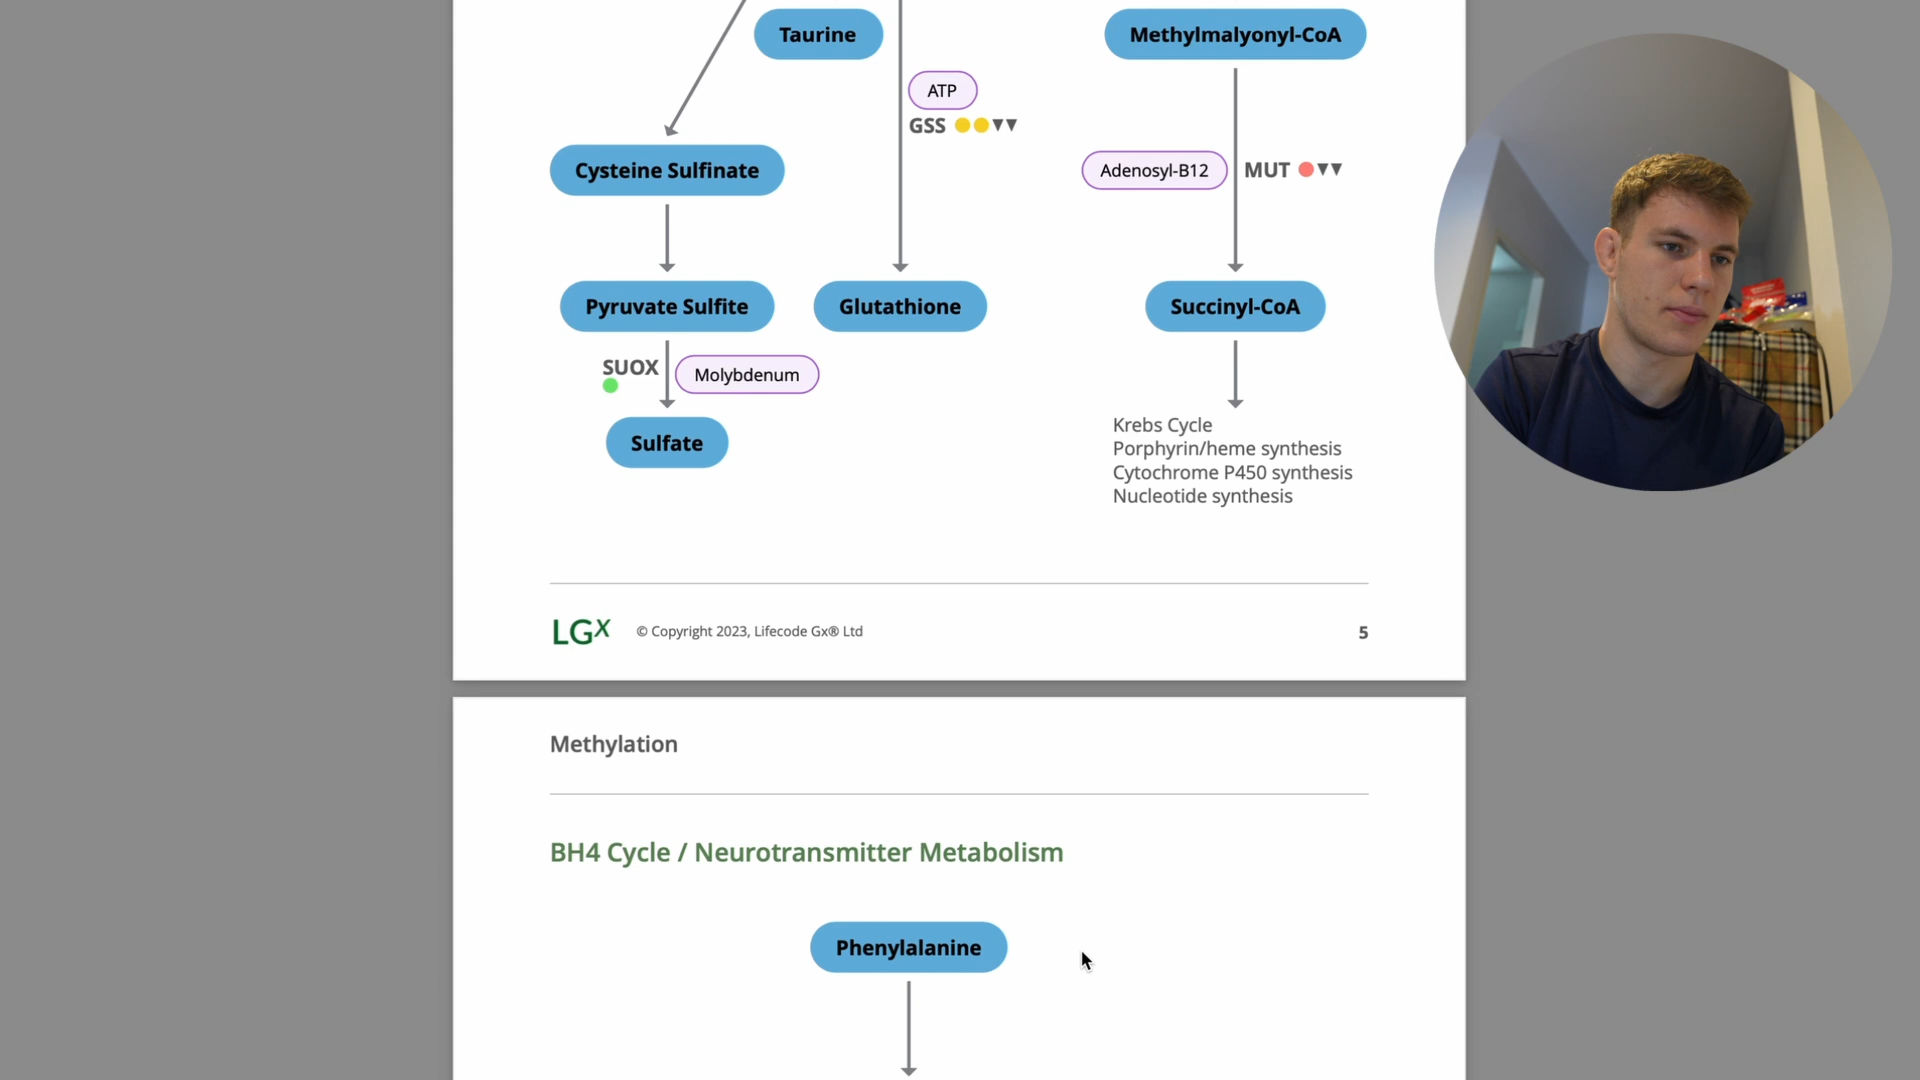 Taurine
Methylmalyonyl-CoA
ATP
GSS
Cysteine Sulfinate
Adenosyl-B12
MUT
Pyruvate Sulfite
Glutathione
Succinyl-CoA
SUOX
Molybdenum
Sulfate
Krebs Cycle
Porphyrin/heme synthesis
Cytochrome P450 synthesis
Nucleotide synthesis
LGX
© Copyright 2023, Lifecode Gx® Ltd
5
Methylation
BH4 Cycle / Neurotransmitter Metabolism
Phenylalanine